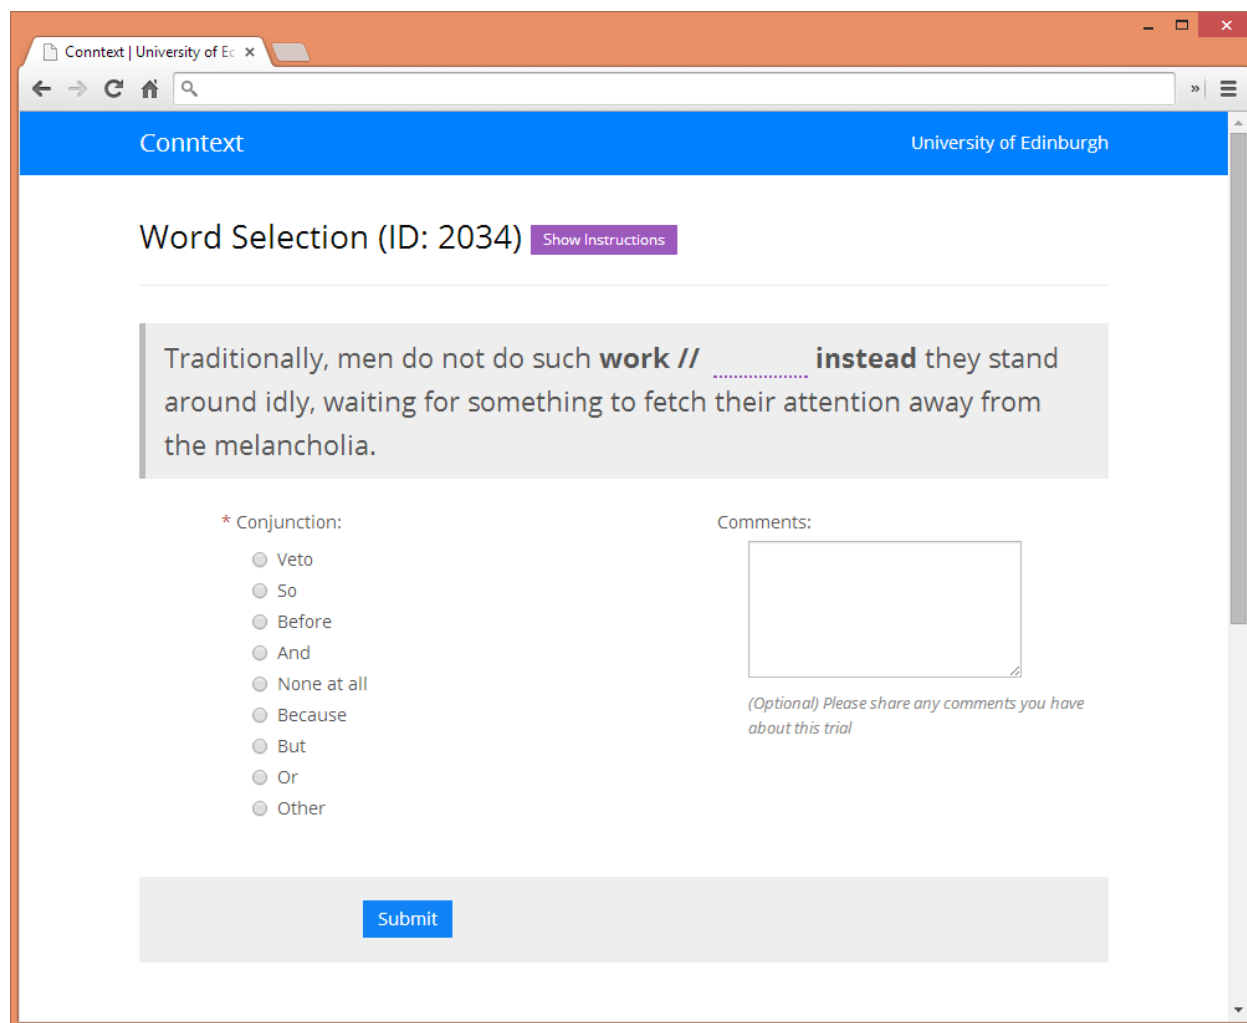 Conntext | University of Ec
Conntext
University of Edinburgh
Word Selection (ID: 2034)
Show Instructions
Traditionally, men do not do such work // instead they stand
around idly, waiting for something to fetch their attention away from
the melancholia.
* Conjunction:
Veto
So
Before
And
None at all
Because
But
Or
Other
Comments:
(Optional) Please share any comments you have
about this trial
Submit